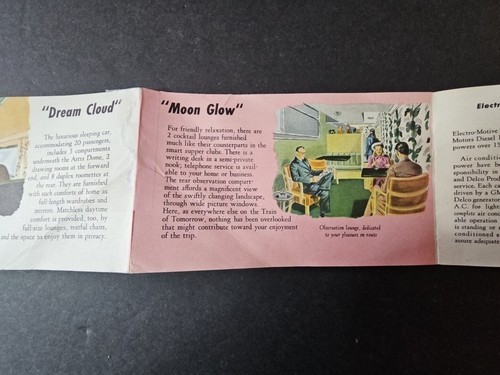 "Dream Cloud"
The luxurious sleeping car,
accommodating 20 passengers,
includes 3 compartments
underneath the Astra Dome, 2
drawing rooms at the forward
end, and 8 duplex roomettes at
the rear. They are furnished
with such comforts of home as
full-length wardrobes and
mirrors. Matchless daytime
comfort is provided, too, by
full-size lounges, restful chairs,
and the space to enjoy them in privacy.
"Moon Glow"
For friendly relaxation, there are
2 cocktail lounges furnished
much like their counterparts in the
smart supper clubs. There is a
writing desk in a semi-private
nook; telephone service is avail-
able to your home or business.
The rear observation compart-
ment affords a magnificent view
of the swiftly changing landscape,
through wide picture windows.
Here, as everywhere else on the Train
of Tomorrow, nothing has been overlooked
that might contribute toward your enjoyment
of the trip.
Observation lounge, dedicated
to your pleasure en route
Electr
Electro-Motive
Motors Diesel
powers over 15
Air condit
power have be
sponsibility
and Delco Prod
service. Each ca
driven by a G
Delco generator
A.C. for light
complete air con
able operation
is standing or
conditioned
assure adequate